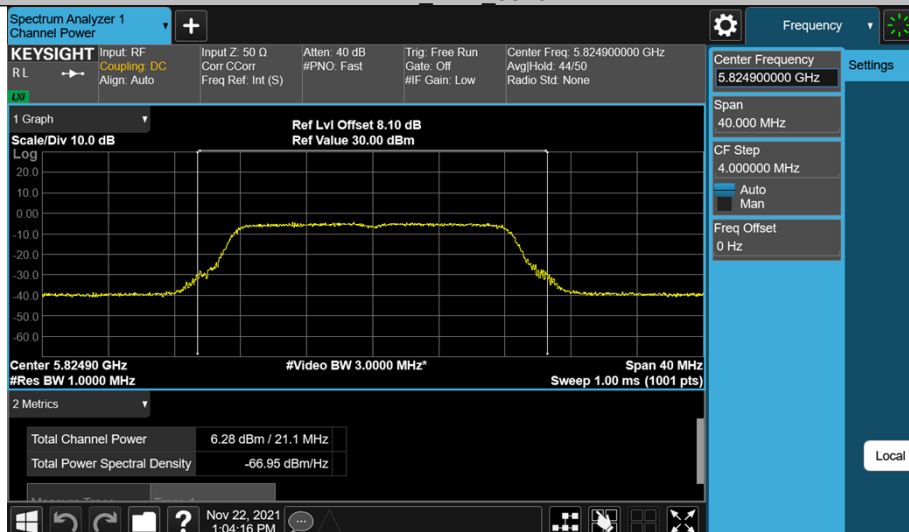 Spectrum Analyzer 1
Channel Power
+
Frequency
KEYSIGHT
R L
LXI
Input: RF
Coupling: DC
Align: Auto
Input Z: 50 Ω
Corr CCorr
Freq Ref: Int (S)
Atten: 40 dB
#PNO: Fast
Trig: Free Run
Gate: Off
#IF Gain: Low
Center Freq: 5.824900000 GHz
Avg|Hold: 44/50
Radio Std: None
Center Frequency
5.824900000 GHz
Settings
Span
40.000 MHz
CF Step
4.000000 MHz
Auto
Man
Freq Offset
0 Hz
1 Graph
Scale/Div 10.0 dB
Ref Lvl Offset 8.10 dB
Ref Value 30.00 dBm
Log
20.0
10.0
0.00
-10.0
-20.0
-30.0
-40.0
-50.0
-60.0
Center 5.82490 GHz
#Video BW 3.0000 MHz*
Span 40 MHz
#Res BW 1.0000 MHz
Sweep 1.00 ms (1001 pts)
2 Metrics
Total Channel Power 6.28 dBm / 21.1 MHz
Total Power Spectral Density -66.95 dBm/Hz
Local
?
Nov 22, 2021
1:04:16 PM